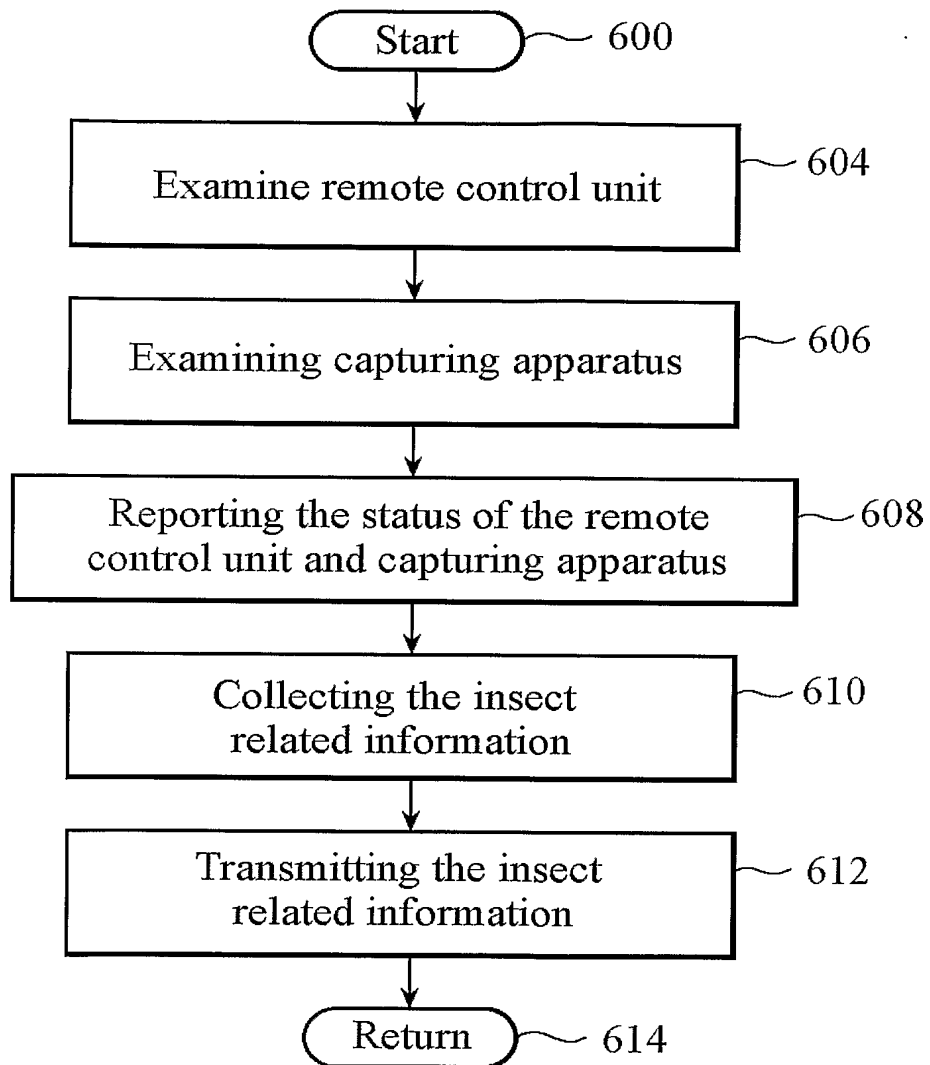 Start 600
Examine remote control unit 604
Examining capturing apparatus 606
Reporting the status of the remote
control unit and capturing apparatus 608
Collecting the insect
related information 610
Transmitting the insect
related information 612
Return 614